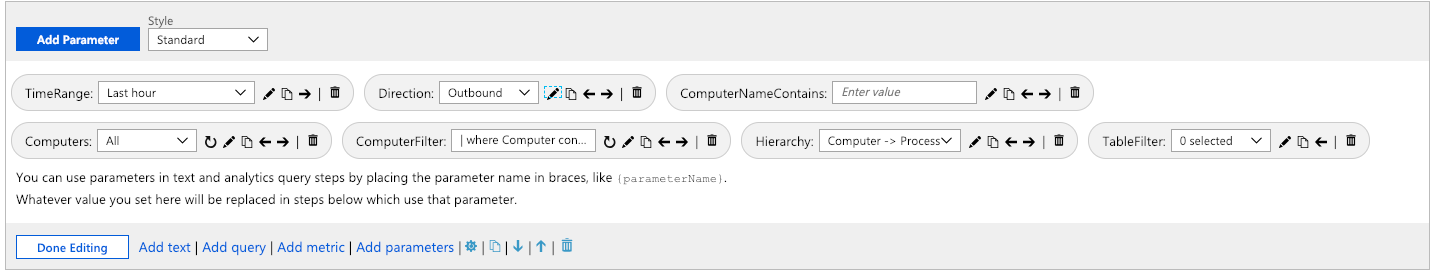 Style
Add Parameter Standard
TimeRange: Last hour | Direction: Outbound | ComputerNameContains: Enter value |
Computers: All | ComputerFilter: | where Computer con... | Hierarchy: Computer -> Process | TableFilter: 0 selected |
You can use parameters in text and analytics query steps by placing the parameter name in braces, like {parameterName}.
Whatever value you set here will be replaced in steps below which use that parameter.
Done Editing Add text | Add query | Add metric | Add parameters | | | | |